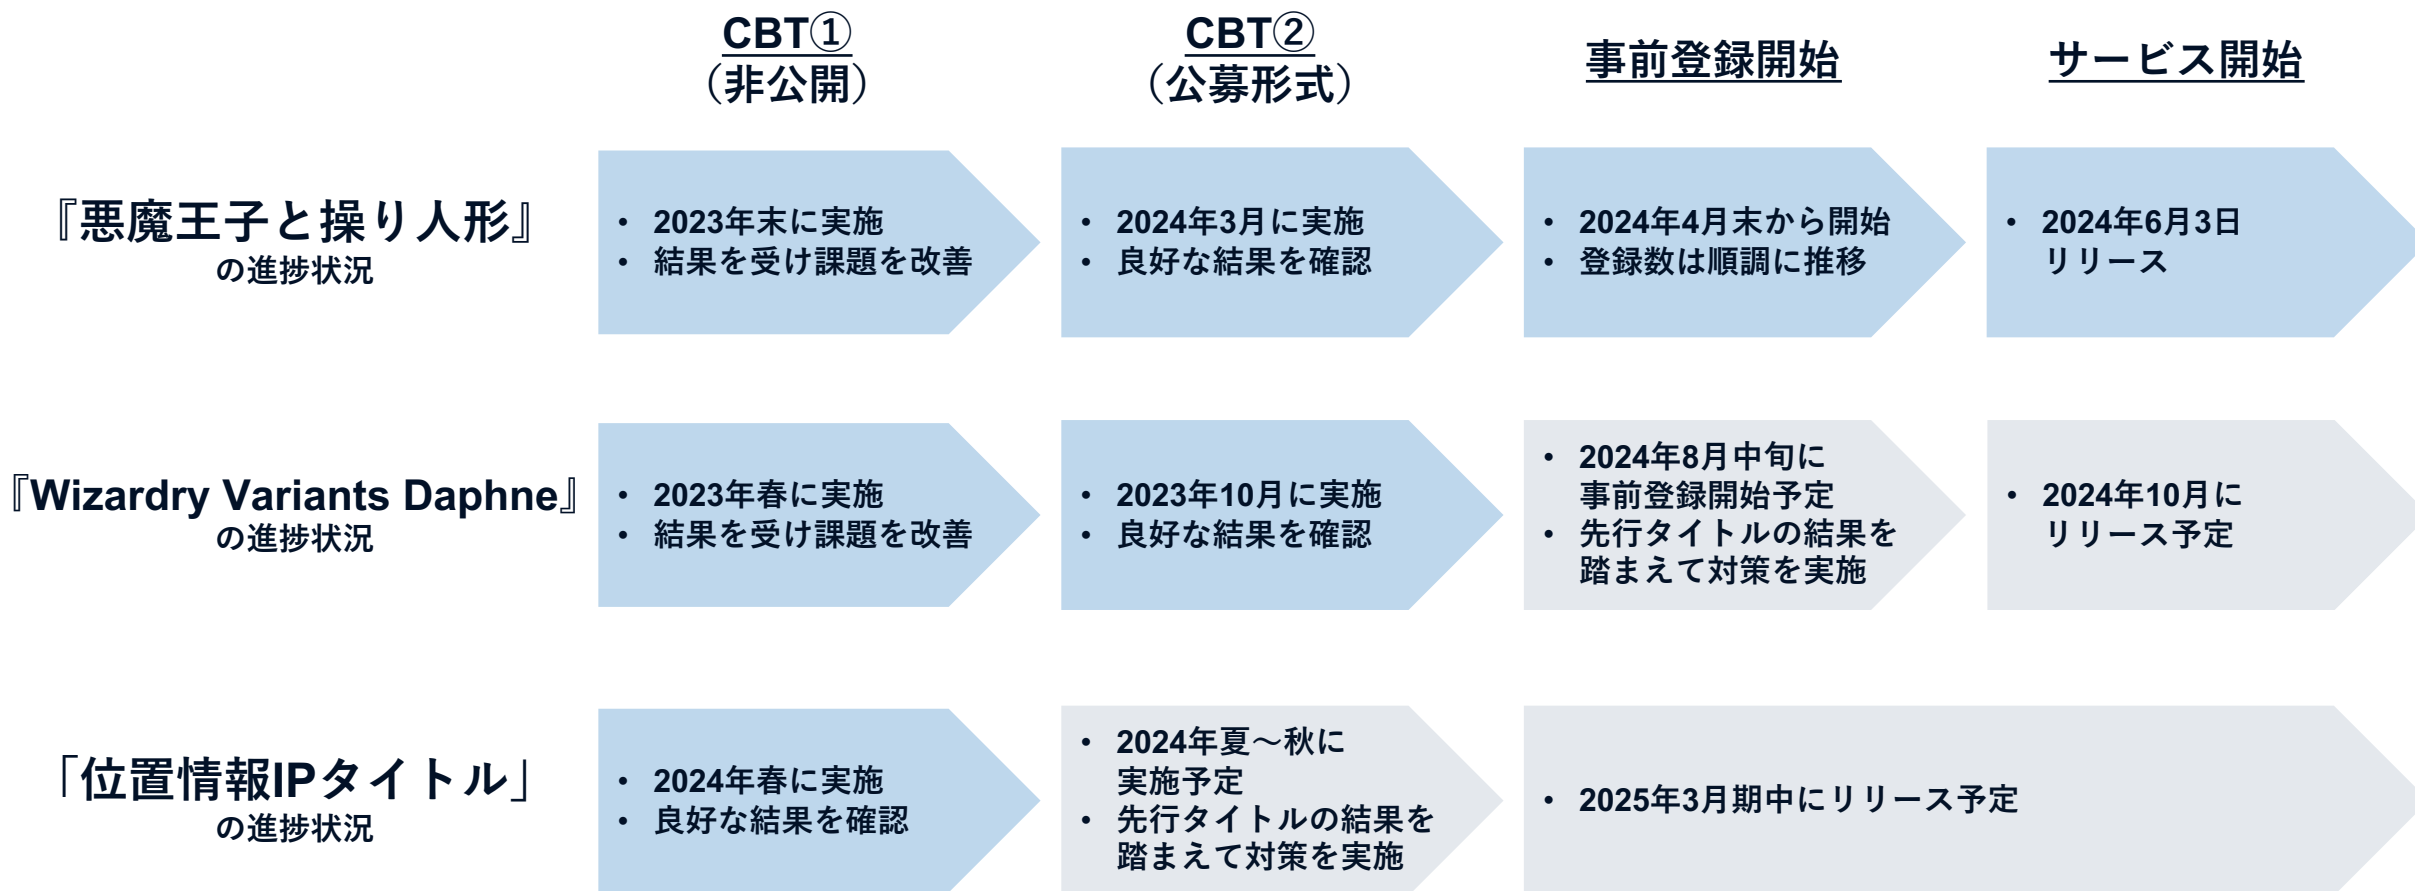 CBT①
（非公開）
CBT②
（公募形式）
事前登録開始
サービス開始
『悪魔王子と操り人形』
の進捗状況
• 2023年末に実施
• 結果を受け課題を改善
• 2024年3月に実施
• 良好な結果を確認
• 2024年4月末から開始
• 登録数は順調に推移
• 2024年6月3日
リリース
『Wizardry Variants Daphne』
の進捗状況
• 2023年春に実施
• 結果を受け課題を改善
• 2023年10月に実施
• 良好な結果を確認
• 2024年8月中旬に
事前登録開始予定
• 先行タイトルの結果を
踏まえて対策を実施
• 2024年10月に
リリース予定
「位置情報IPタイトル」
の進捗状況
• 2024年春に実施
• 良好な結果を確認
• 2024年夏～秋に
実施予定
• 先行タイトルの結果を
踏まえて対策を実施
• 2025年3月期中にリリース予定